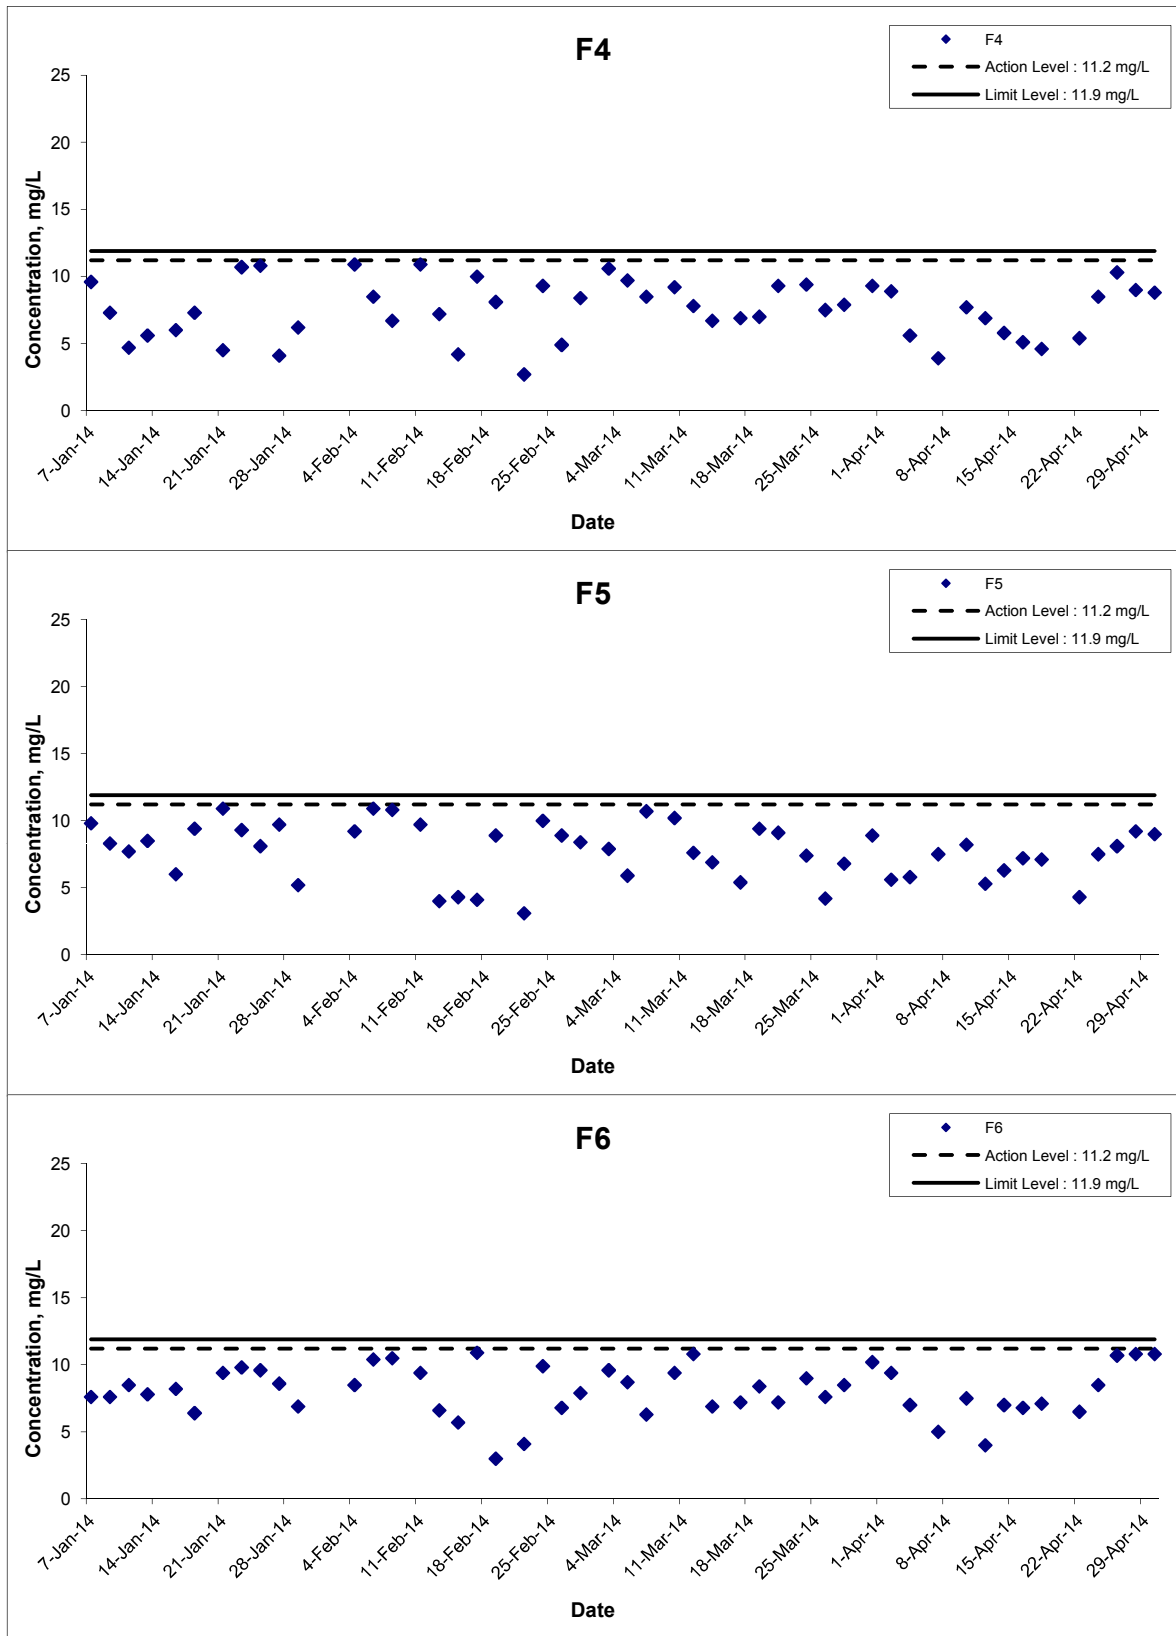 F4
F4
Action Level : 11.2 mg/L
Limit Level : 11.9 mg/L
25
20
15
10
5
0
Concentration, mg/L
7-Jan-14
14-Jan-14
21-Jan-14
28-Jan-14
4-Feb-14
11-Feb-14
18-Feb-14
25-Feb-14
4-Mar-14
11-Mar-14
18-Mar-14
25-Mar-14
1-Apr-14
8-Apr-14
15-Apr-14
22-Apr-14
29-Apr-14
Date
F5
F5
Action Level : 11.2 mg/L
Limit Level : 11.9 mg/L
25
20
15
10
5
0
Concentration, mg/L
7-Jan-14
14-Jan-14
21-Jan-14
28-Jan-14
4-Feb-14
11-Feb-14
18-Feb-14
25-Feb-14
4-Mar-14
11-Mar-14
18-Mar-14
25-Mar-14
1-Apr-14
8-Apr-14
15-Apr-14
22-Apr-14
29-Apr-14
Date
F6
F6
Action Level : 11.2 mg/L
Limit Level : 11.9 mg/L
25
20
15
10
5
0
Concentration, mg/L
7-Jan-14
14-Jan-14
21-Jan-14
28-Jan-14
4-Feb-14
11-Feb-14
18-Feb-14
25-Feb-14
4-Mar-14
11-Mar-14
18-Mar-14
25-Mar-14
1-Apr-14
8-Apr-14
15-Apr-14
22-Apr-14
29-Apr-14
Date